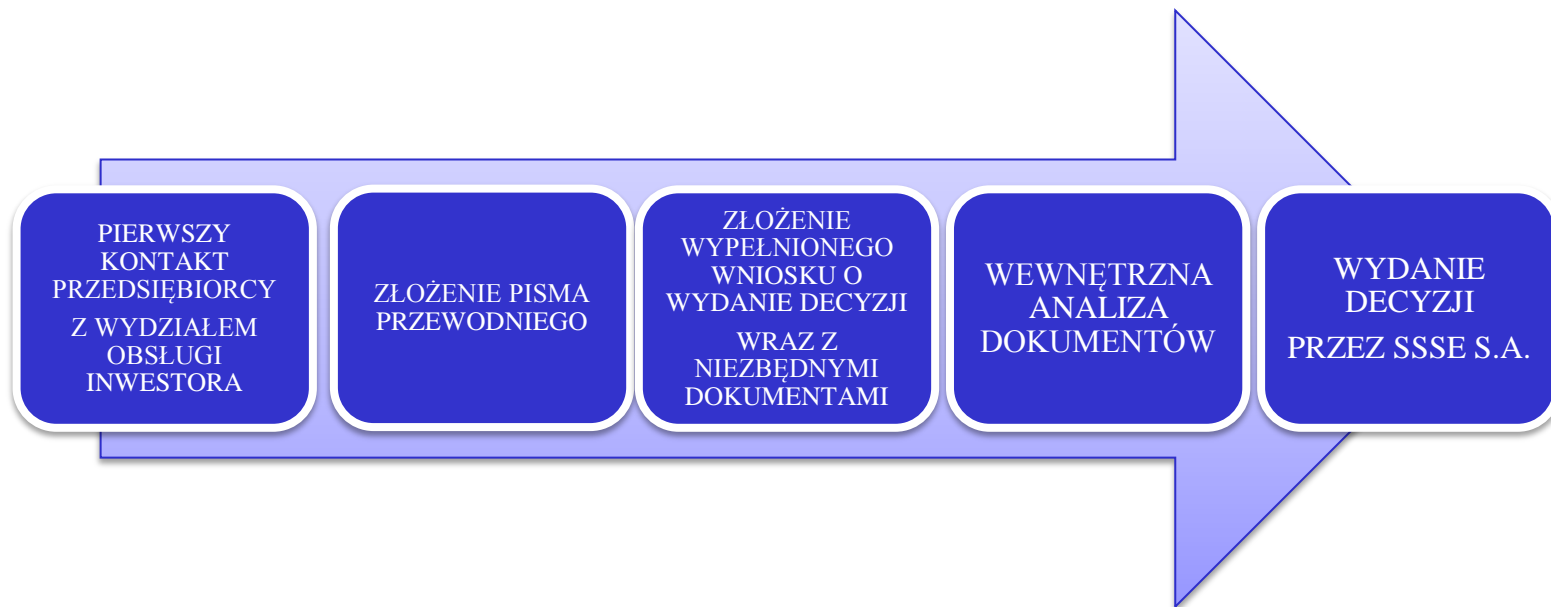 PIERWSZY
KONTAKT
PRZEDSIĘBIORCY
Z WYDZIAŁEM
OBSŁUGI
INWESTORA
ZŁOŻENIE PISMA
PRZEWODNIEGO
ZŁOŻENIE
WYPEŁNIONEGO
WNIOSKU O
WYDANIE DECYZJI
WRAZ Z
NIEZBĘDNYMI
DOKUMENTAMI
WEWNĘTRZNA
ANALIZA
DOKUMENTÓW
WYDANIE
DECYZJI
PRZEZ SSSE S.A.